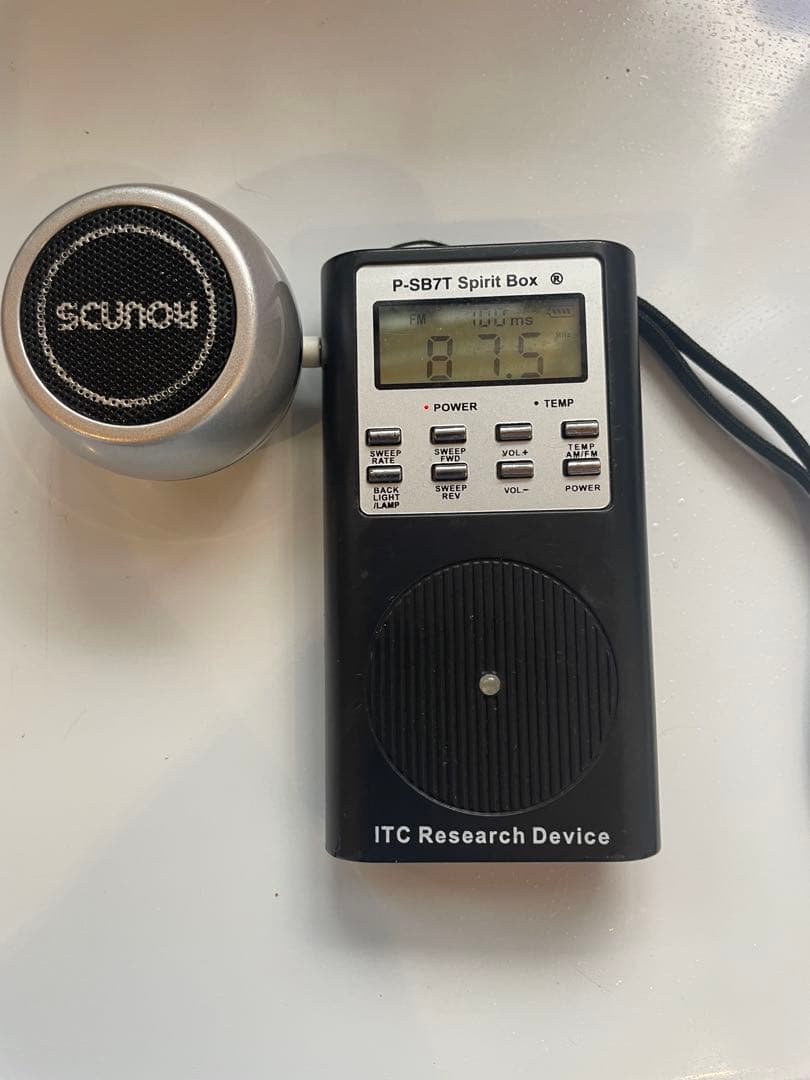 P-SB7T Spirit Box ®
FM 100 ms
87.5 MHz
POWER TEMP
SWEEP RATE SWEEP FWD VOL+ TEMP AM/FM
BACK LIGHT /LAMP SWEEP REV VOL− POWER
ITC Research Device